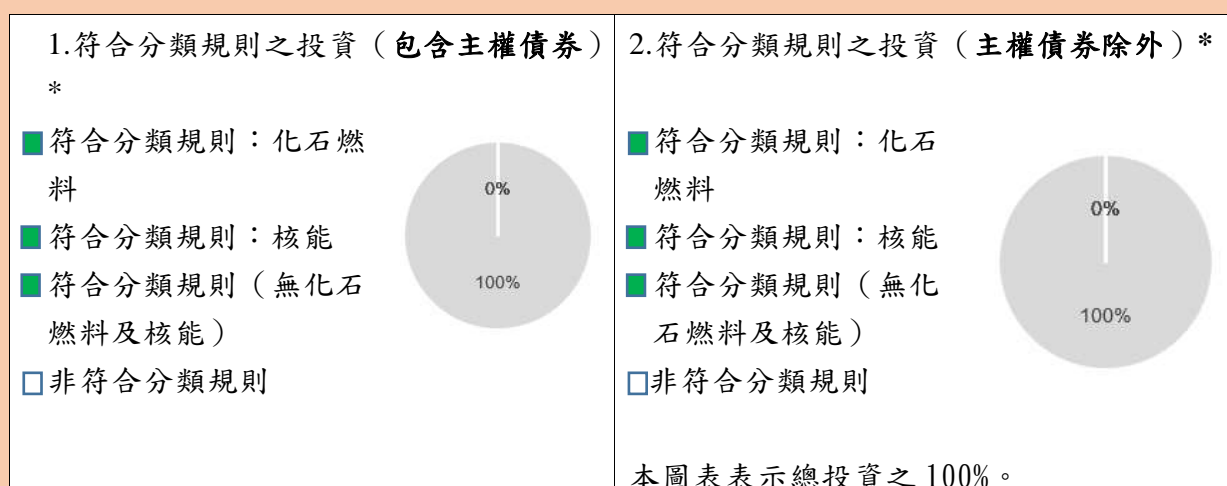 1.符合分類規則之投資（包含主權債券）
*
符合分類規則：化石燃
料
符合分類規則：核能
符合分類規則（無化石
燃料及核能）
非符合分類規則
0%
100%
2.符合分類規則之投資（主權債券除外）*
符合分類規則：化石
燃料
符合分類規則：核能
符合分類規則（無化
石燃料及核能）
非符合分類規則
0%
100%
本圖表表示總投資之 100%。